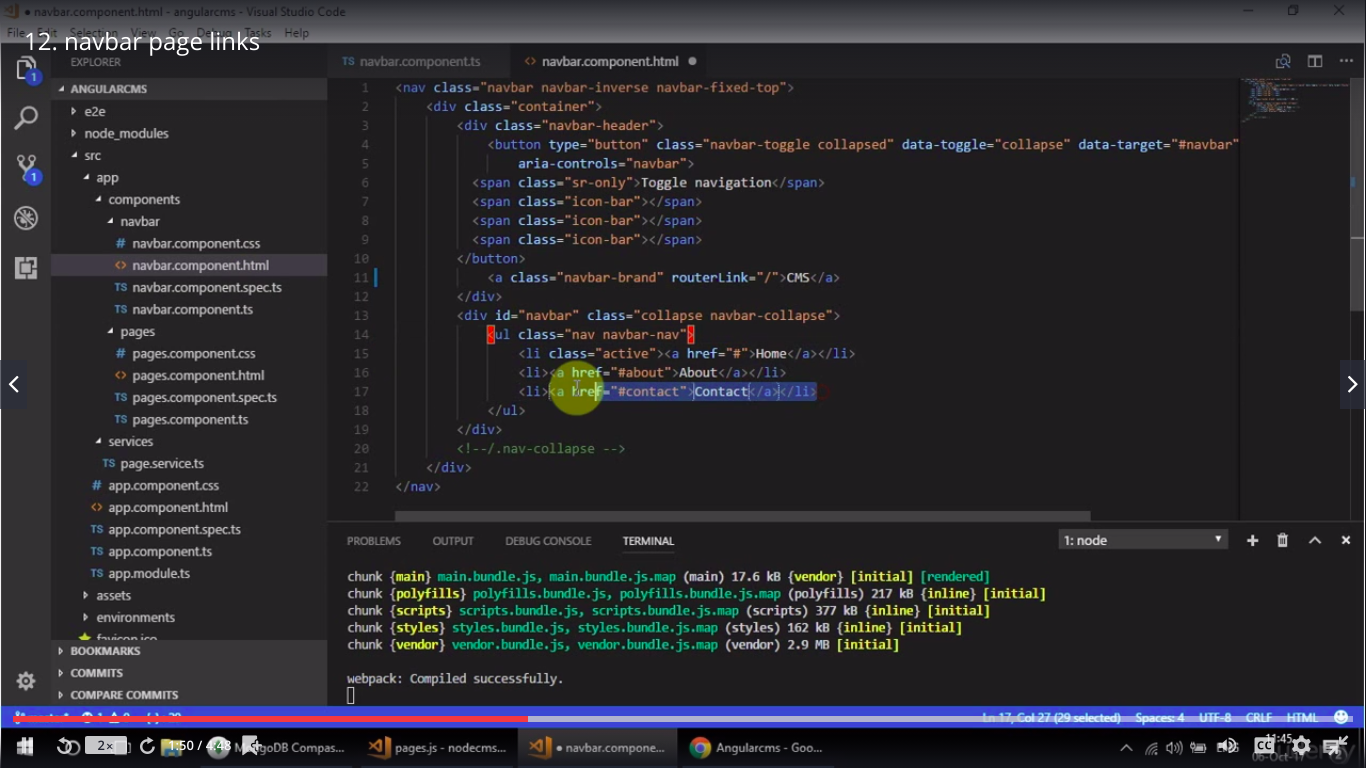 navbar.component.html - angularcms - Visual Studio Code
File Edit Selection View Go Debug Tasks Help
12. navbar page links
EXPLORER
TS navbar.component.ts
<> navbar.component.html
1
ANGULARCMS
e2e
node_modules
src
app
components
navbar
# navbar.component.css
<> navbar.component.html
TS navbar.component.spec.ts
TS navbar.component.ts
pages
# pages.component.css
<> pages.component.html
TS pages.component.spec.ts
TS pages.component.ts
services
TS page.service.ts
# app.component.css
<> app.component.html
TS app.component.spec.ts
TS app.component.ts
TS app.module.ts
assets
environments
favicon.ico
BOOKMARKS
COMMITS
COMPARE COMMITS
1
1 <nav class="navbar navbar-inverse navbar-fixed-top">
2 <div class="container">
3 <div class="navbar-header">
4 <button type="button" class="navbar-toggle collapsed" data-toggle="collapse" data-target="#navbar"
5 aria-controls="navbar">
6 <span class="sr-only">Toggle navigation</span>
7 <span class="icon-bar"></span>
8 <span class="icon-bar"></span>
9 <span class="icon-bar"></span>
10 </button>
11 <a class="navbar-brand" routerLink="/">CMS</a>
12 </div>
13 <div id="navbar" class="collapse navbar-collapse">
14 <ul class="nav navbar-nav">
15 <li class="active"><a href="#">Home</a></li>
16 <li><a href="#about">About</a></li>
17 <li><a href="#contact">Contact</a></li>
18 </ul>
19 </div>
20 <!--/.nav-collapse -->
21 </div>
22 </nav>
PROBLEMS OUTPUT DEBUG CONSOLE TERMINAL 1: node
chunk {main} main.bundle.js, main.bundle.js.map (main) 17.6 kB {vendor} [initial] [rendered]
chunk {polyfills} polyfills.bundle.js, polyfills.bundle.js.map (polyfills) 217 kB {inline} [initial]
chunk {scripts} scripts.bundle.js, scripts.bundle.js.map (scripts) 377 kB {inline} [initial]
chunk {styles} styles.bundle.js, styles.bundle.js.map (styles) 162 kB {inline} [initial]
chunk {vendor} vendor.bundle.js, vendor.bundle.js.map (vendor) 2.9 MB [initial]
webpack: Compiled successfully.
Ln 17, Col 27 (29 selected) Spaces: 4 UTF-8 CRLF HTML
2x 1:50 / 4:48 MongoDB Compas... pages.js - nodecms... navbar.compone... Angularcms - Goo... CC 11:45
06-Oct-17